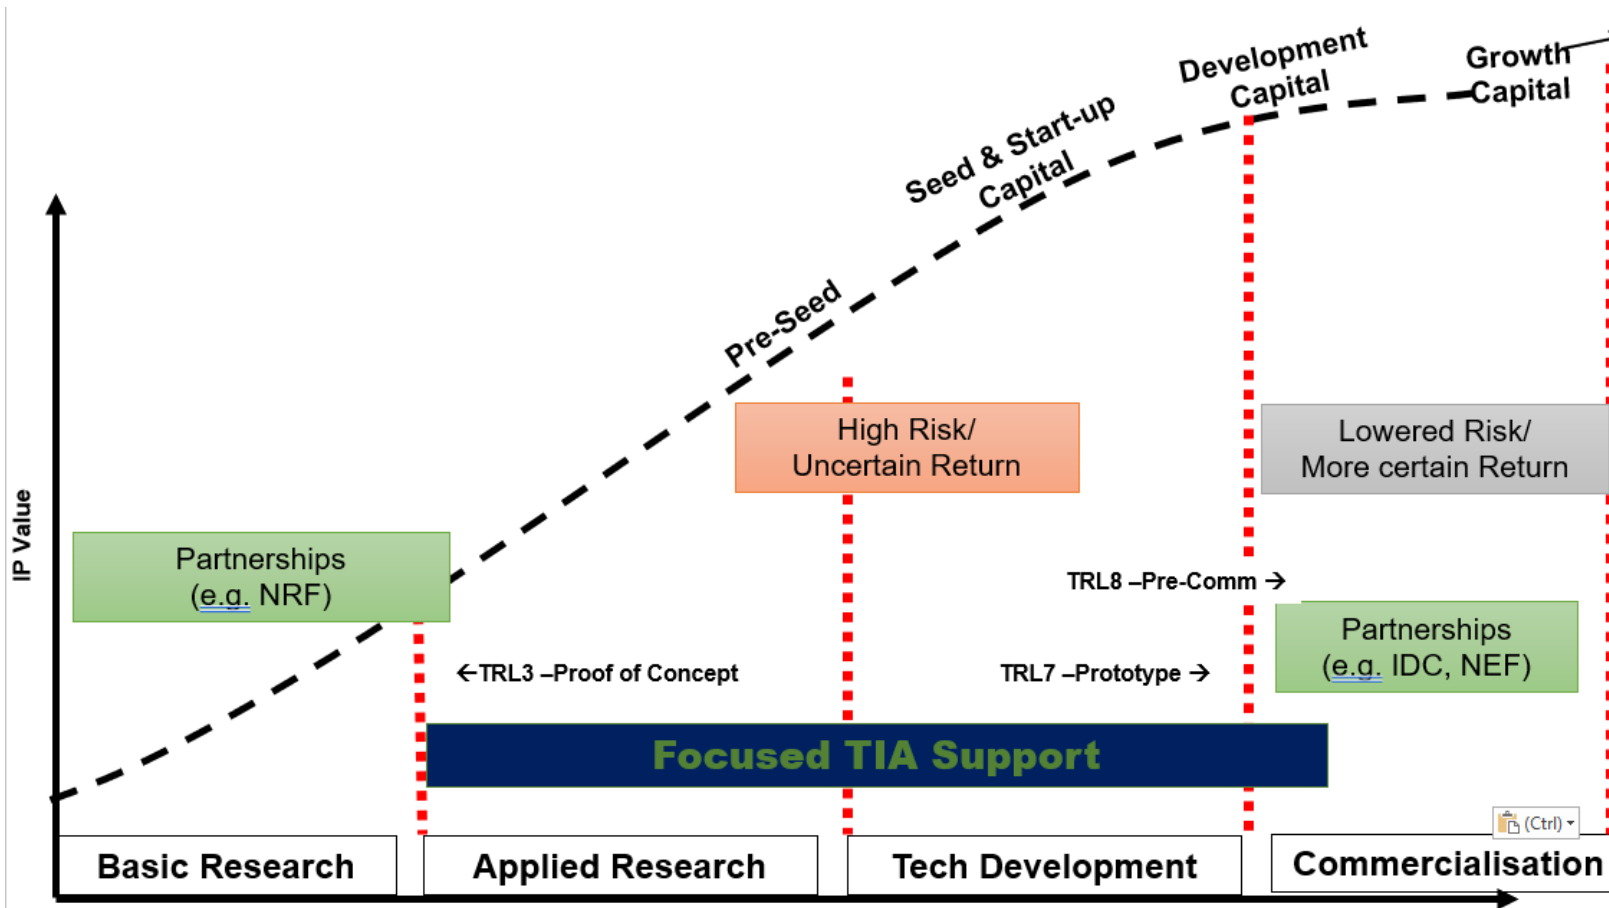 Development
Capital
Growth
Capital
Seed & Start-up
Capital
Pre-Seed
High Risk/
Uncertain Return
Lowered Risk/
More certain Return
IP Value
Partnerships
(e.g. NRF)
TRL8 –Pre-Comm →
Partnerships
(e.g. IDC, NEF)
←TRL3 –Proof of Concept
TRL7 –Prototype →
Focused TIA Support
(Ctrl)
Basic Research
Applied Research
Tech Development
Commercialisation